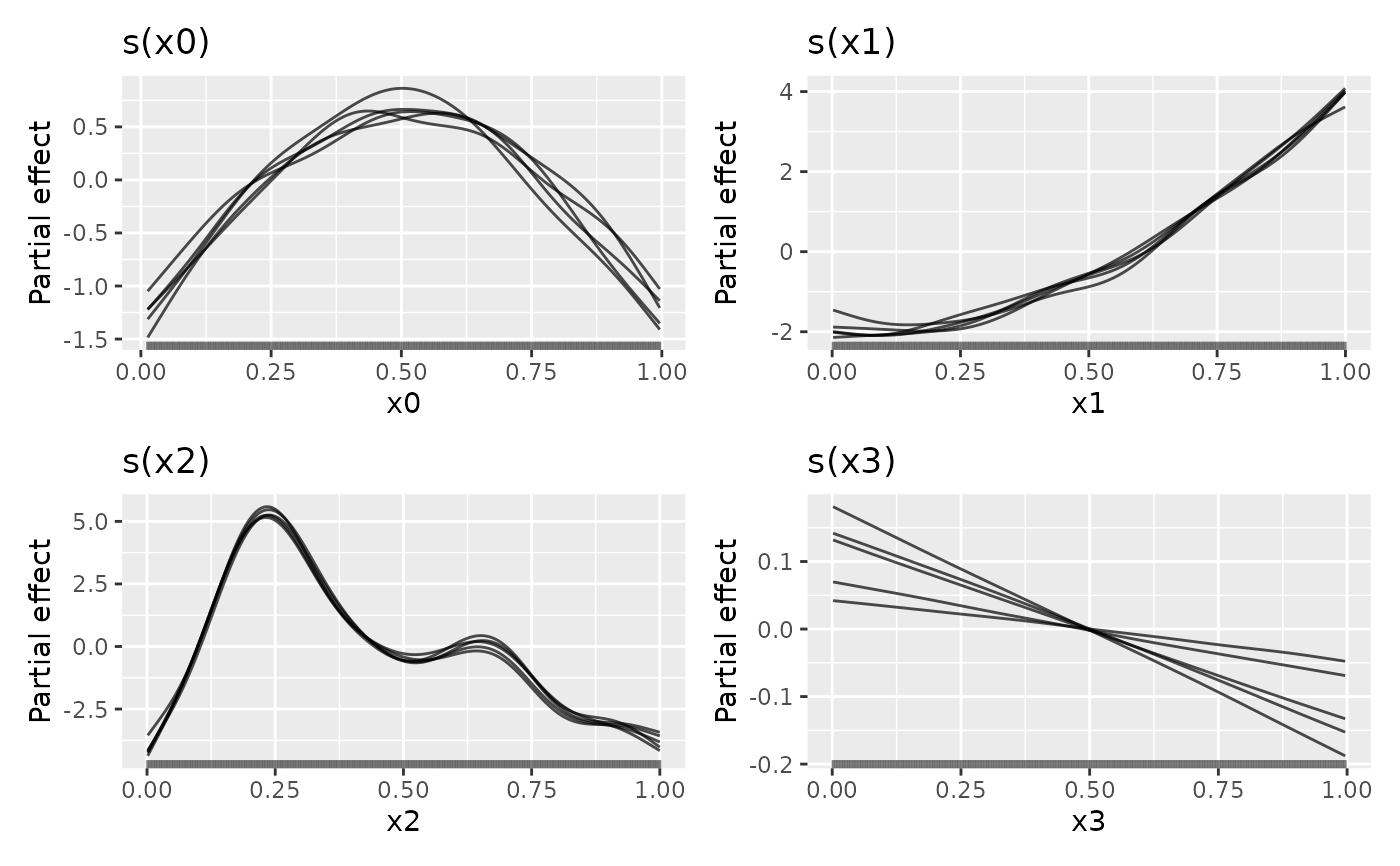 s(x0)
Partial effect
0.5
0.0
-0.5
-1.0
-1.5
0.00 0.25 0.50 0.75 1.00
x0
s(x1)
Partial effect
4
2
0
-2
0.00 0.25 0.50 0.75 1.00
x1
s(x2)
Partial effect
5.0
2.5
0.0
-2.5
0.00 0.25 0.50 0.75 1.00
x2
s(x3)
Partial effect
0.1
0.0
-0.1
-0.2
0.00 0.25 0.50 0.75 1.00
x3